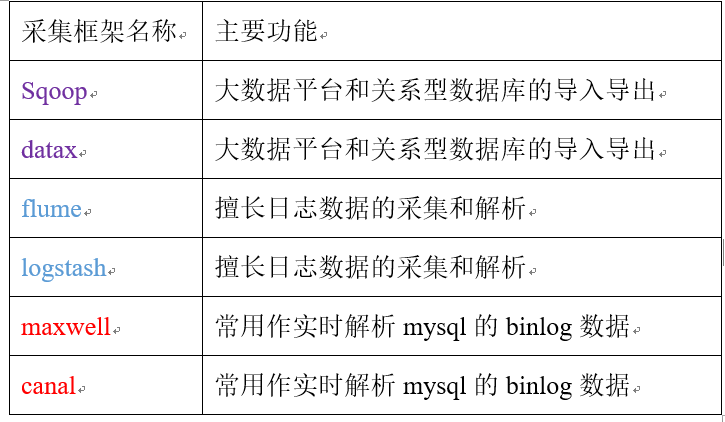 采集框架名称 主要功能
Sqoop 大数据平台和关系型数据库的导入导出
datax 大数据平台和关系型数据库的导入导出
flume 擅长日志数据的采集和解析
logstash 擅长日志数据的采集和解析
maxwell 常用作实时解析 mysql 的 binlog 数据
canal 常用作实时解析 mysql 的 binlog 数据